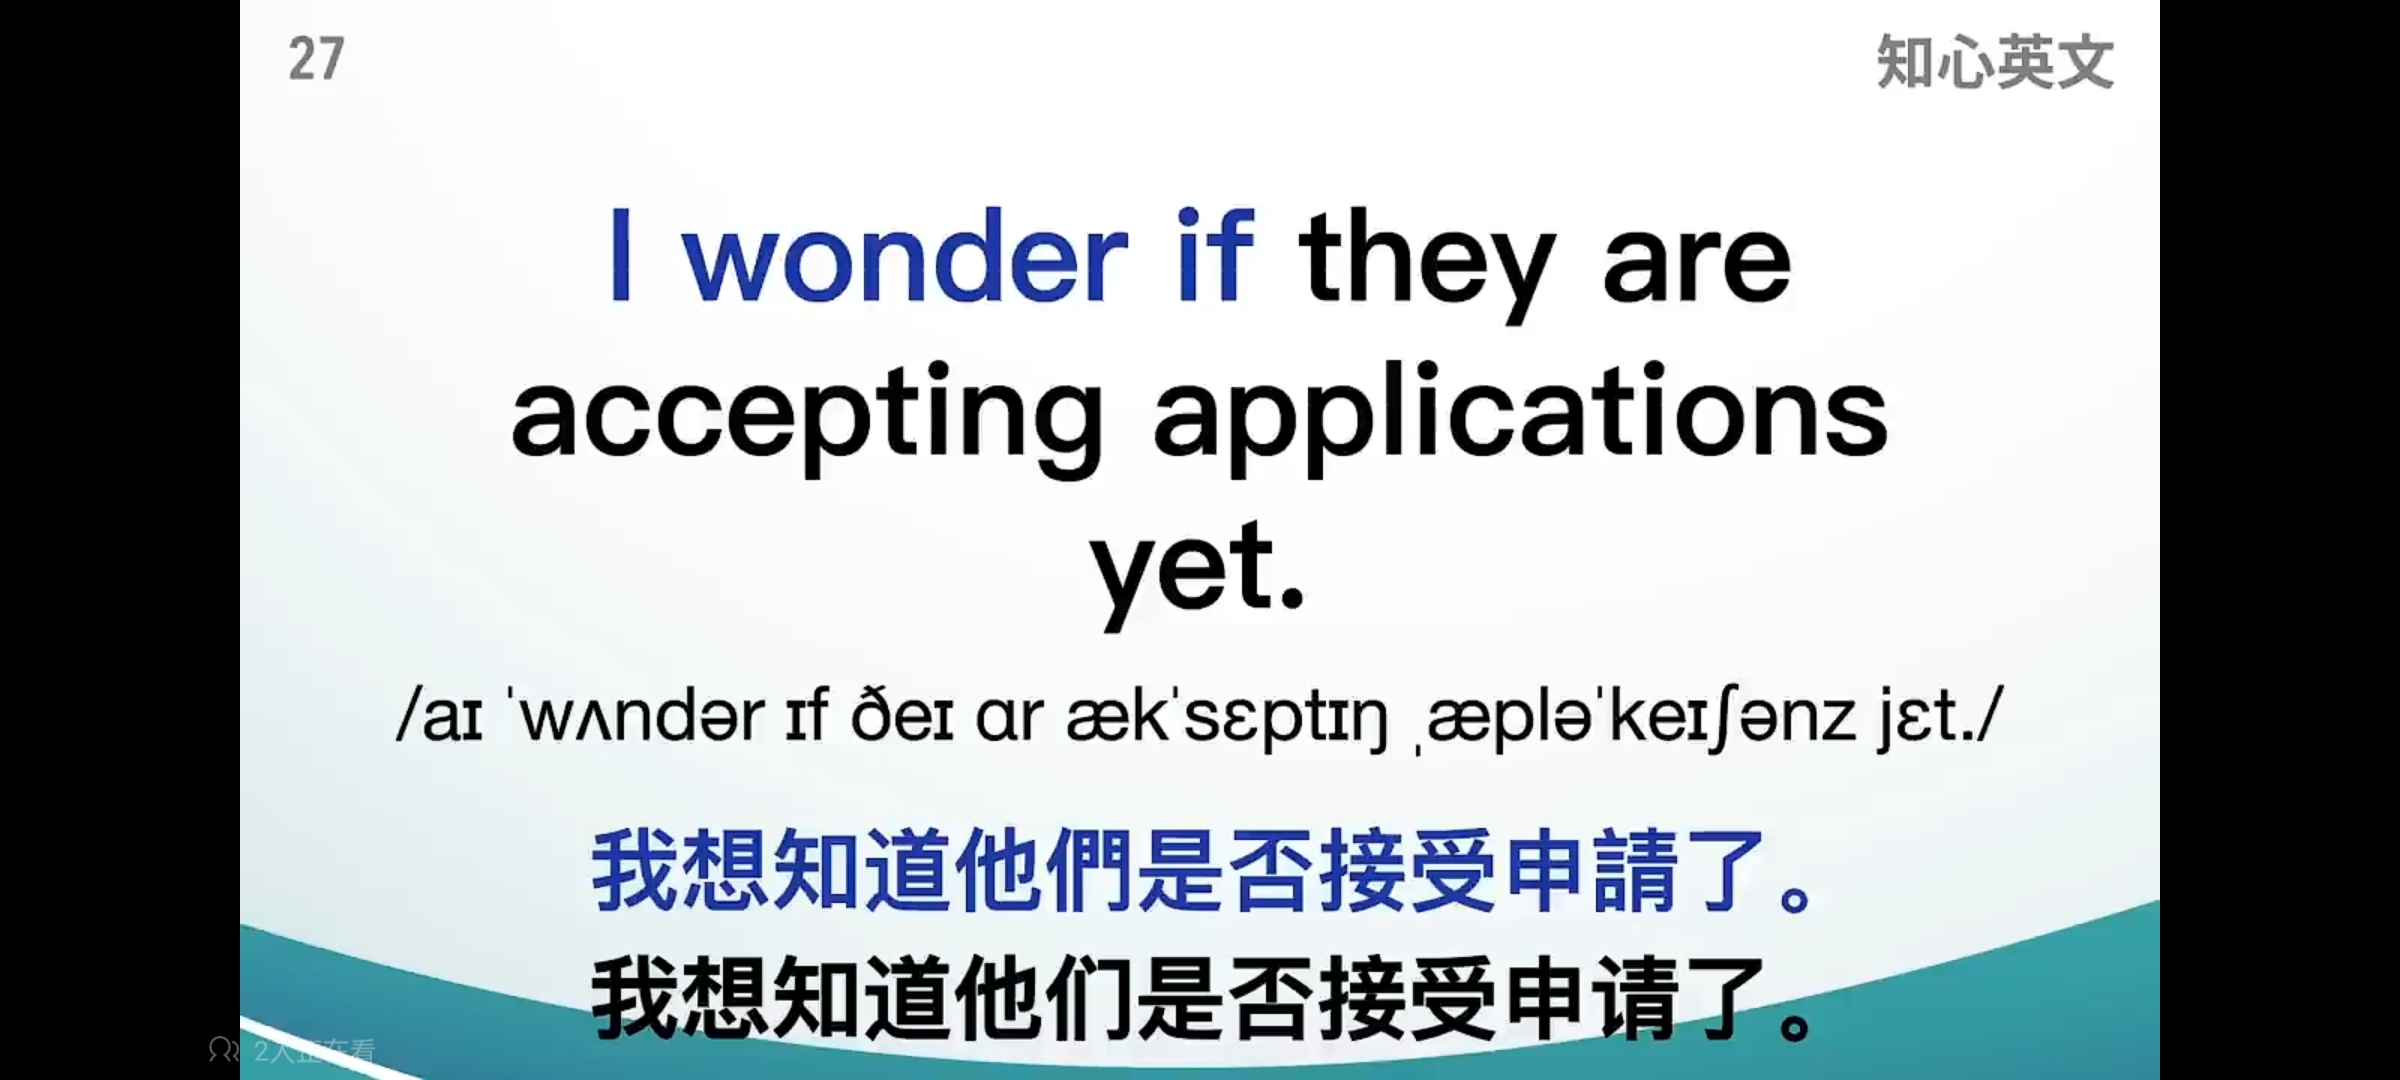 27
知心英文
I wonder if they are
accepting applications
yet.
/aɪ ˈwʌndər ɪf ðeɪ ɑr ækˈsɛptɪŋ ˌæpləˈkeɪʃənz jɛt./
我想知道他們是否接受申請了。
我想知道他们是否接受申请了。
2人正在看